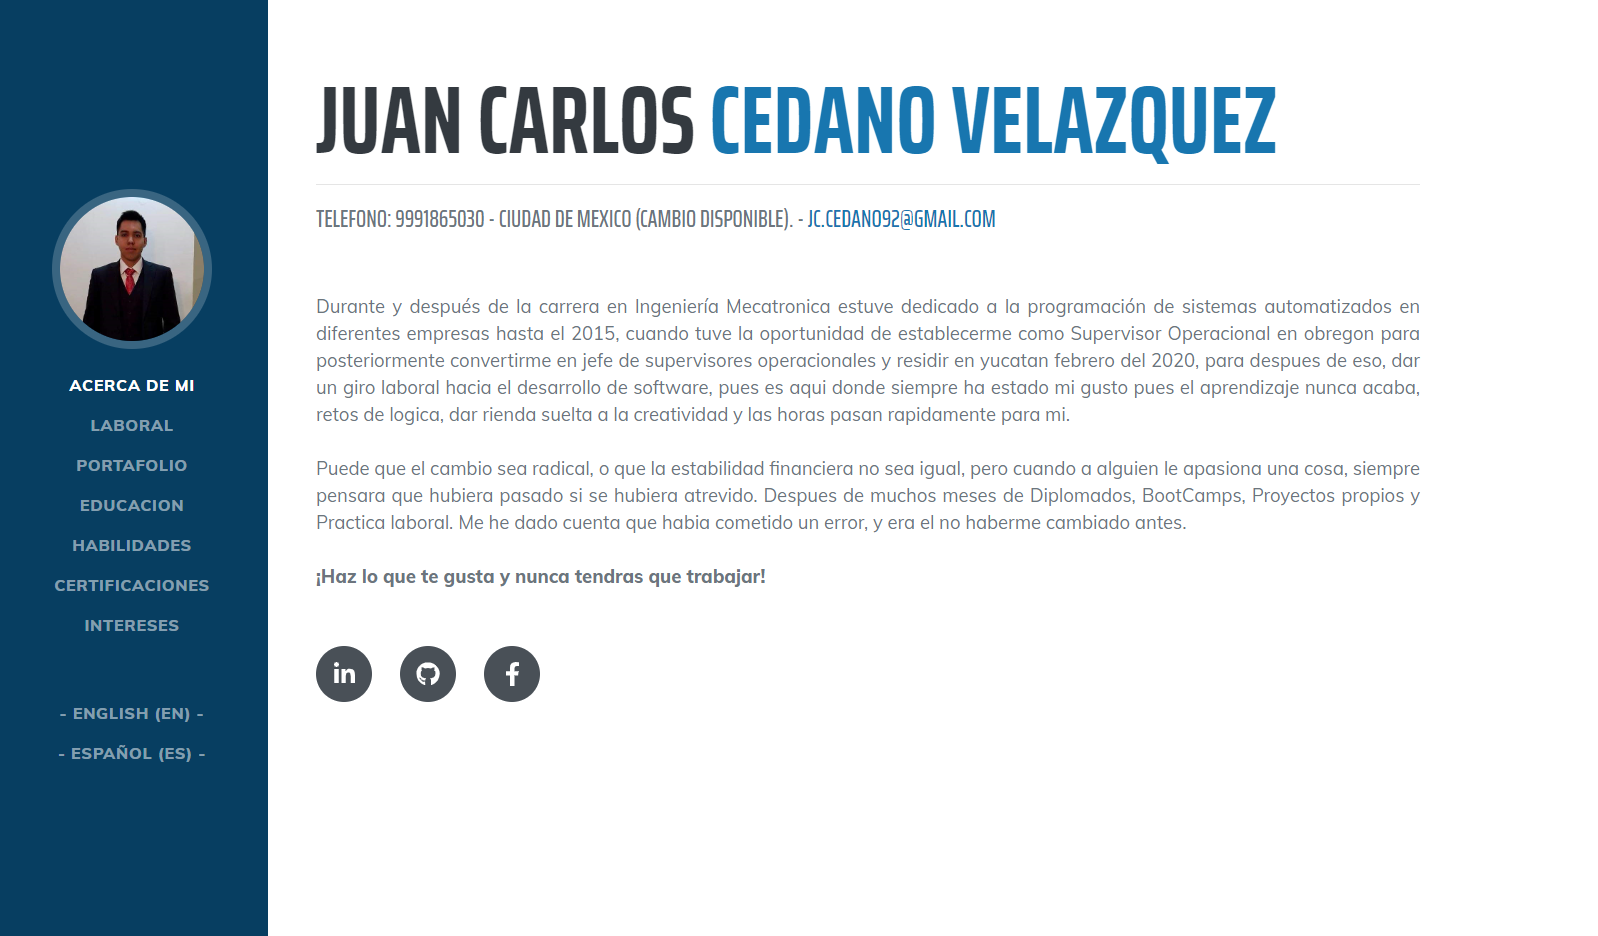 ACERCA DE MI
LABORAL
PORTAFOLIO
EDUCACION
HABILIDADES
CERTIFICACIONES
INTERESES
- ENGLISH (EN) -
- ESPAÑOL (ES) -
JUAN CARLOS CEDANO VELAZQUEZ
TELEFONO: 9991865030 - CIUDAD DE MEXICO (CAMBIO DISPONIBLE). - JC.CEDANO92@GMAIL.COM
Durante y después de la carrera en Ingeniería Mecatronica estuve dedicado a la programación de sistemas automatizados en
diferentes empresas hasta el 2015, cuando tuve la oportunidad de establecerme como Supervisor Operacional en obregon para
posteriormente convertirme en jefe de supervisores operacionales y residir en yucatan febrero del 2020, para despues de eso, dar
un giro laboral hacia el desarrollo de software, pues es aqui donde siempre ha estado mi gusto pues el aprendizaje nunca acaba,
retos de logica, dar rienda suelta a la creatividad y las horas pasan rapidamente para mi.
Puede que el cambio sea radical, o que la estabilidad financiera no sea igual, pero cuando a alguien le apasiona una cosa, siempre
pensara que hubiera pasado si se hubiera atrevido. Despues de muchos meses de Diplomados, BootCamps, Proyectos propios y
Practica laboral. Me he dado cuenta que habia cometido un error, y era el no haberme cambiado antes.
¡Haz lo que te gusta y nunca tendras que trabajar!